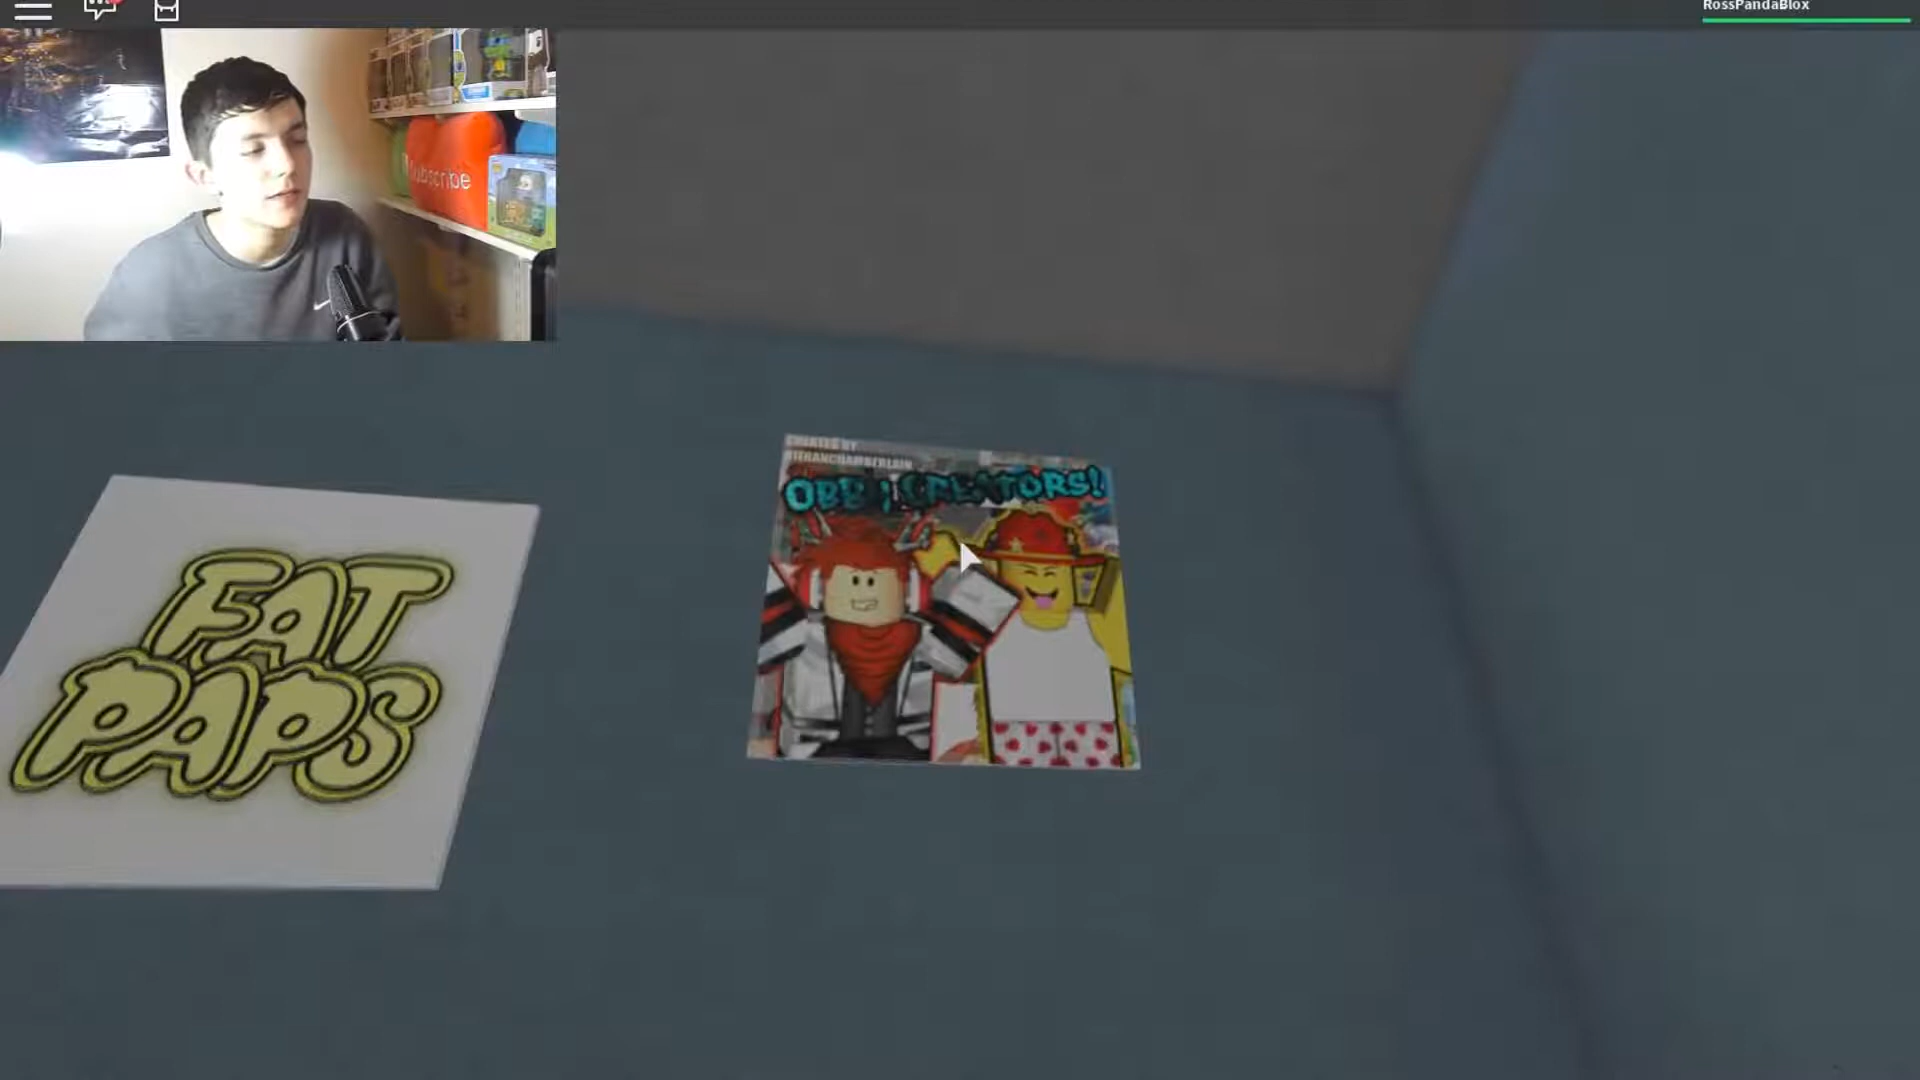 RossPandaBlox
Subscribe
CREATED BY
OBBY CREATORS!
FAT
PAPS